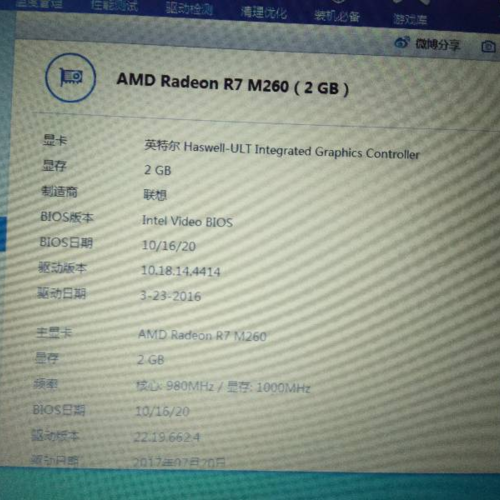 温度管理 性能测试 驱动检测 清理优化 装机必备 游戏库
微博分享
AMD Radeon R7 M260 ( 2 GB )
显卡 英特尔 Haswell-ULT Integrated Graphics Controller
显存 2 GB
制造商 联想
BIOS版本 Intel Video BIOS
BIOS日期 10/16/20
驱动版本 10.18.14.4414
驱动日期 3-23-2016
主显卡 AMD Radeon R7 M260
显存 2 GB
频率 核心: 980MHz / 显存: 1000MHz
BIOS日期 10/16/20
驱动版本 22.19.662.4
驱动日期 2017年07月20日